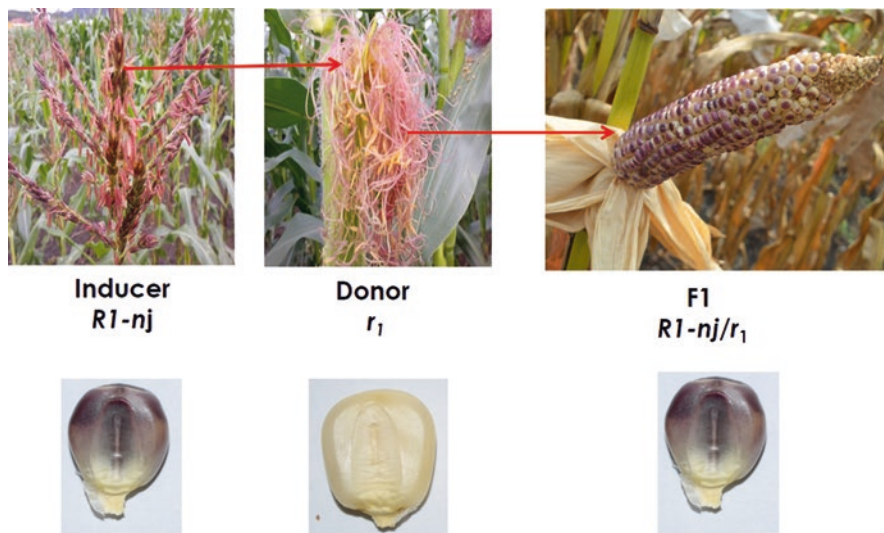 Inducer
R1-nj
Donor
r₁
F1
R1-nj/r₁